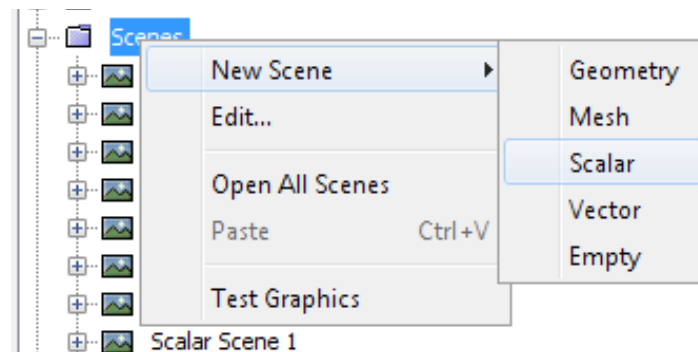 Scenes
New Scene
Edit...
Open All Scenes
Paste Ctrl+V
Test Graphics
Geometry
Mesh
Scalar
Vector
Empty
Scalar Scene 1